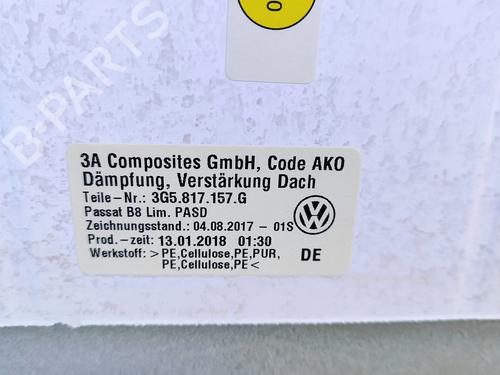 3A Composites GmbH, Code AKO
Dämpfung, Verstärkung Dach
Teile-Nr.: 3G5.817.157.G
Passat B8 Lim. PASD
Zeichnungsstand.: 04.08.2017 - 01S
Prod.-zeit: 13.01.2018 01:30
Werkstoff: >PE,Cellulose,PE,PUR,
PE,Cellulose,PE<
DE
B-PARTS